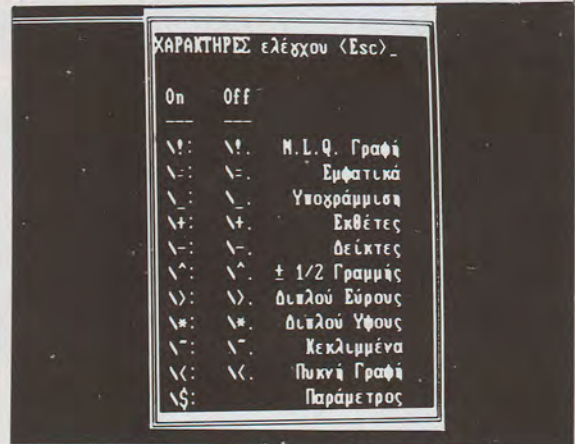 ΧΑΡΑΚΤΗΡΕΣ ελέγχου <Esc>_
On Off
--- ---
\!: \!. M.L.Q. Γραφή
\=: \=. Εμφατικά
\_: \_. Υπογράμμιση
\+: \+. Εκθέτες
\-: \-. Δείκτες
\^: \^. ± 1/2 Γραμμής
\>: \>. Διπλού Εύρους
\*: \*. Διπλού Υψους
\~: \~. Κεκλιμμένα
\<: \<. Πυκνή Γραφή
\$: Παράμετρος